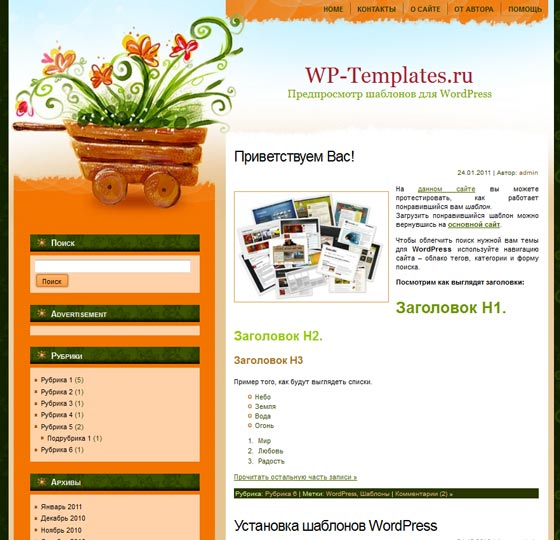 HOME
КОНТАКТЫ
О САЙТЕ
ОТ АВТОРА
ПОМОЩЬ
WP-Templates.ru
Предпросмотр шаблонов для WordPress
Поиск
Поиск
Advertisement
Рубрики
Рубрика 1 (5)
Рубрика 2 (1)
Рубрика 3 (1)
Рубрика 4 (1)
Рубрика 5 (2)
Подрубрика 1 (1)
Рубрика 6 (1)
Архивы
Январь 2011
Декабрь 2010
Ноябрь 2010
Приветствуем Вас!
24.01.2011 | Автор: admin
На данном сайте вы можете
протестировать, как работает
понравившийся вам шаблон.
Загрузить понравившийся шаблон можно
вернувшись на основной сайт.
Чтобы облегчить поиск нужной вам темы
для WordPress используйте навигацию
сайта – облако тегов, категории и форму
поиска.
Посмотрим как выглядят заголовки:
Заголовок H1.
Заголовок H2.
Заголовок H3
Пример того, как будут выглядеть списки.
Небо
Земля
Вода
Огонь
1. Мир
2. Любовь
3. Радость
Прочитать остальную часть записи »
Рубрика: Рубрика 6 | Метки: WordPress, Шаблоны | Комментарии (2) »
Установка шаблонов WordPress